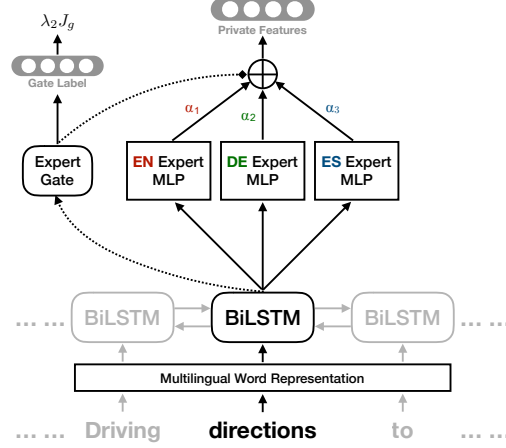 λ₂J_g
Private Features
Gate Label
α₁ α₂ α₃
Expert
Gate
EN Expert
MLP
DE Expert
MLP
ES Expert
MLP
... ... BiLSTM BiLSTM BiLSTM ... ...
Multilingual Word Representation
... ... Driving directions to ... ...